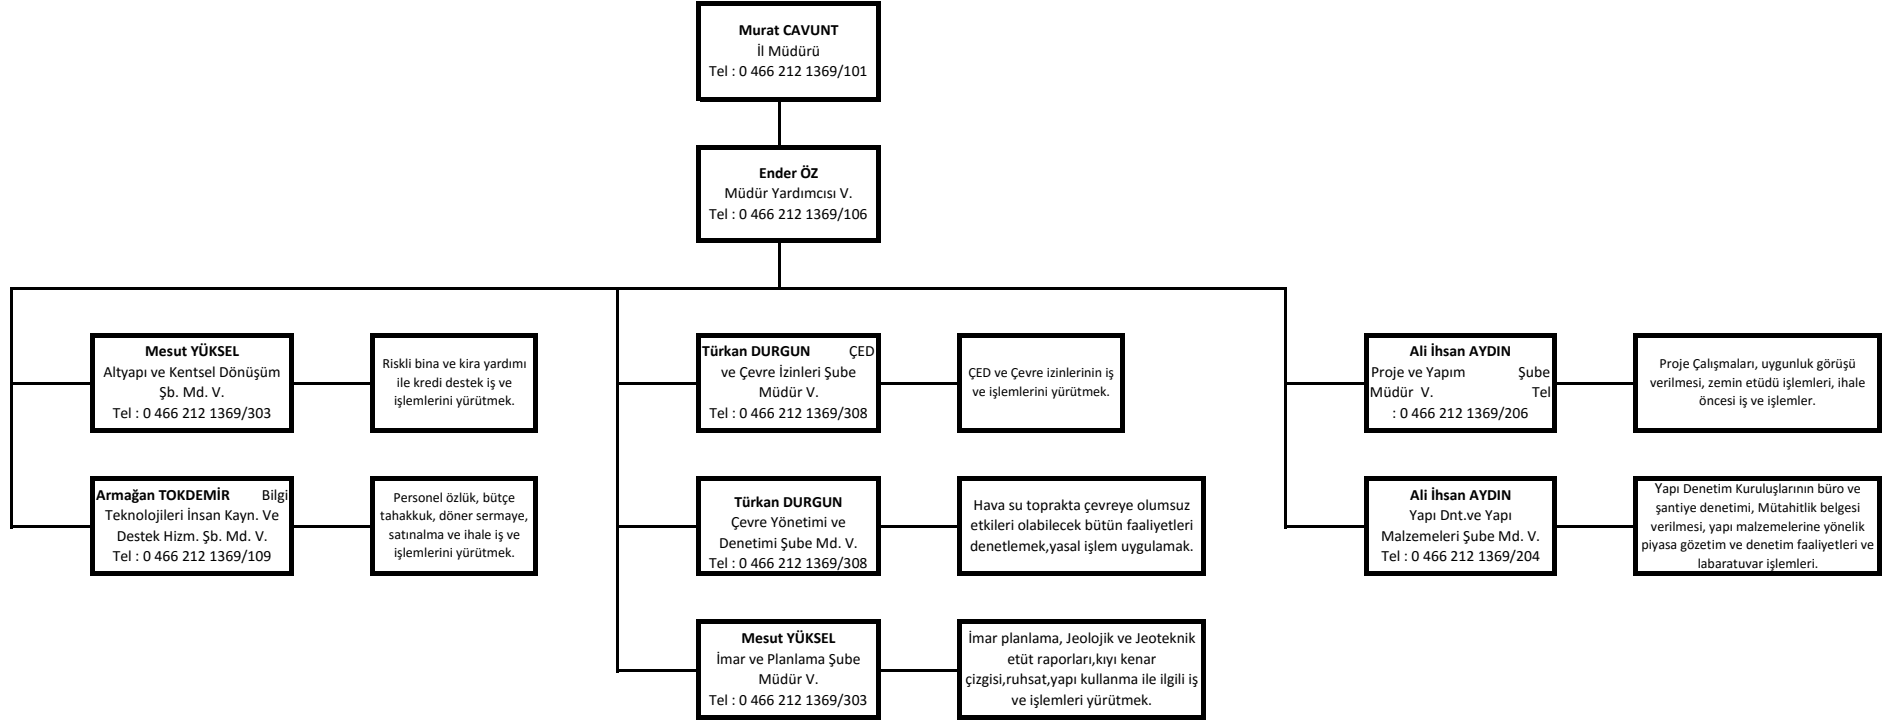 Murat CAVUNT
İl Müdürü
Tel : 0 466 212 1369/101
Ender ÖZ
Müdür Yardımcısı V.
Tel : 0 466 212 1369/106
Mesut YÜKSEL
Altyapı ve Kentsel Dönüşüm
Şb. Md. V.
Tel : 0 466 212 1369/303
Riskli bina ve kira yardımı
ile kredi destek iş ve
işlemlerini yürütmek.
Armağan TOKDEMİR Bilgi
Teknolojileri İnsan Kayn. Ve
Destek Hizm. Şb. Md. V.
Tel : 0 466 212 1369/109
Personel özlük, bütçe
tahakkuk, döner sermaye,
satınalma ve ihale iş ve
işlemlerini yürütmek.
Türkan DURGUN ÇED
ve Çevre İzinleri Şube
Müdür V.
Tel : 0 466 212 1369/308
ÇED ve Çevre izinlerinin iş
ve işlemlerini yürütmek.
Türkan DURGUN
Çevre Yönetimi ve
Denetimi Şube Md. V.
Tel : 0 466 212 1369/308
Hava su toprakta çevreye olumsuz
etkileri olabilecek bütün faaliyetleri
denetlemek,yasal işlem uygulamak.
Mesut YÜKSEL
İmar ve Planlama Şube
Müdür V.
Tel : 0 466 212 1369/303
İmar planlama, Jeolojik ve Jeoteknik
etüt raporları,kıyı kenar
çizgisi,ruhsat,yapı kullanma ile ilgili iş
ve işlemleri yürütmek.
Ali İhsan AYDIN
Proje ve Yapım Şube
Müdür V. Tel
: 0 466 212 1369/206
Proje Çalışmaları, uygunluk görüşü
verilmesi, zemin etüdü işlemleri, ihale
öncesi iş ve işlemler.
Ali İhsan AYDIN
Yapı Dnt.ve Yapı
Malzemeleri Şube Md. V.
Tel : 0 466 212 1369/204
Yapı Denetim Kuruluşlarının büro ve
şantiye denetimi, Mütahitlik belgesi
verilmesi, yapı malzemelerine yönelik
piyasa gözetim ve denetim faaliyetleri ve
labaratuvar işlemleri.